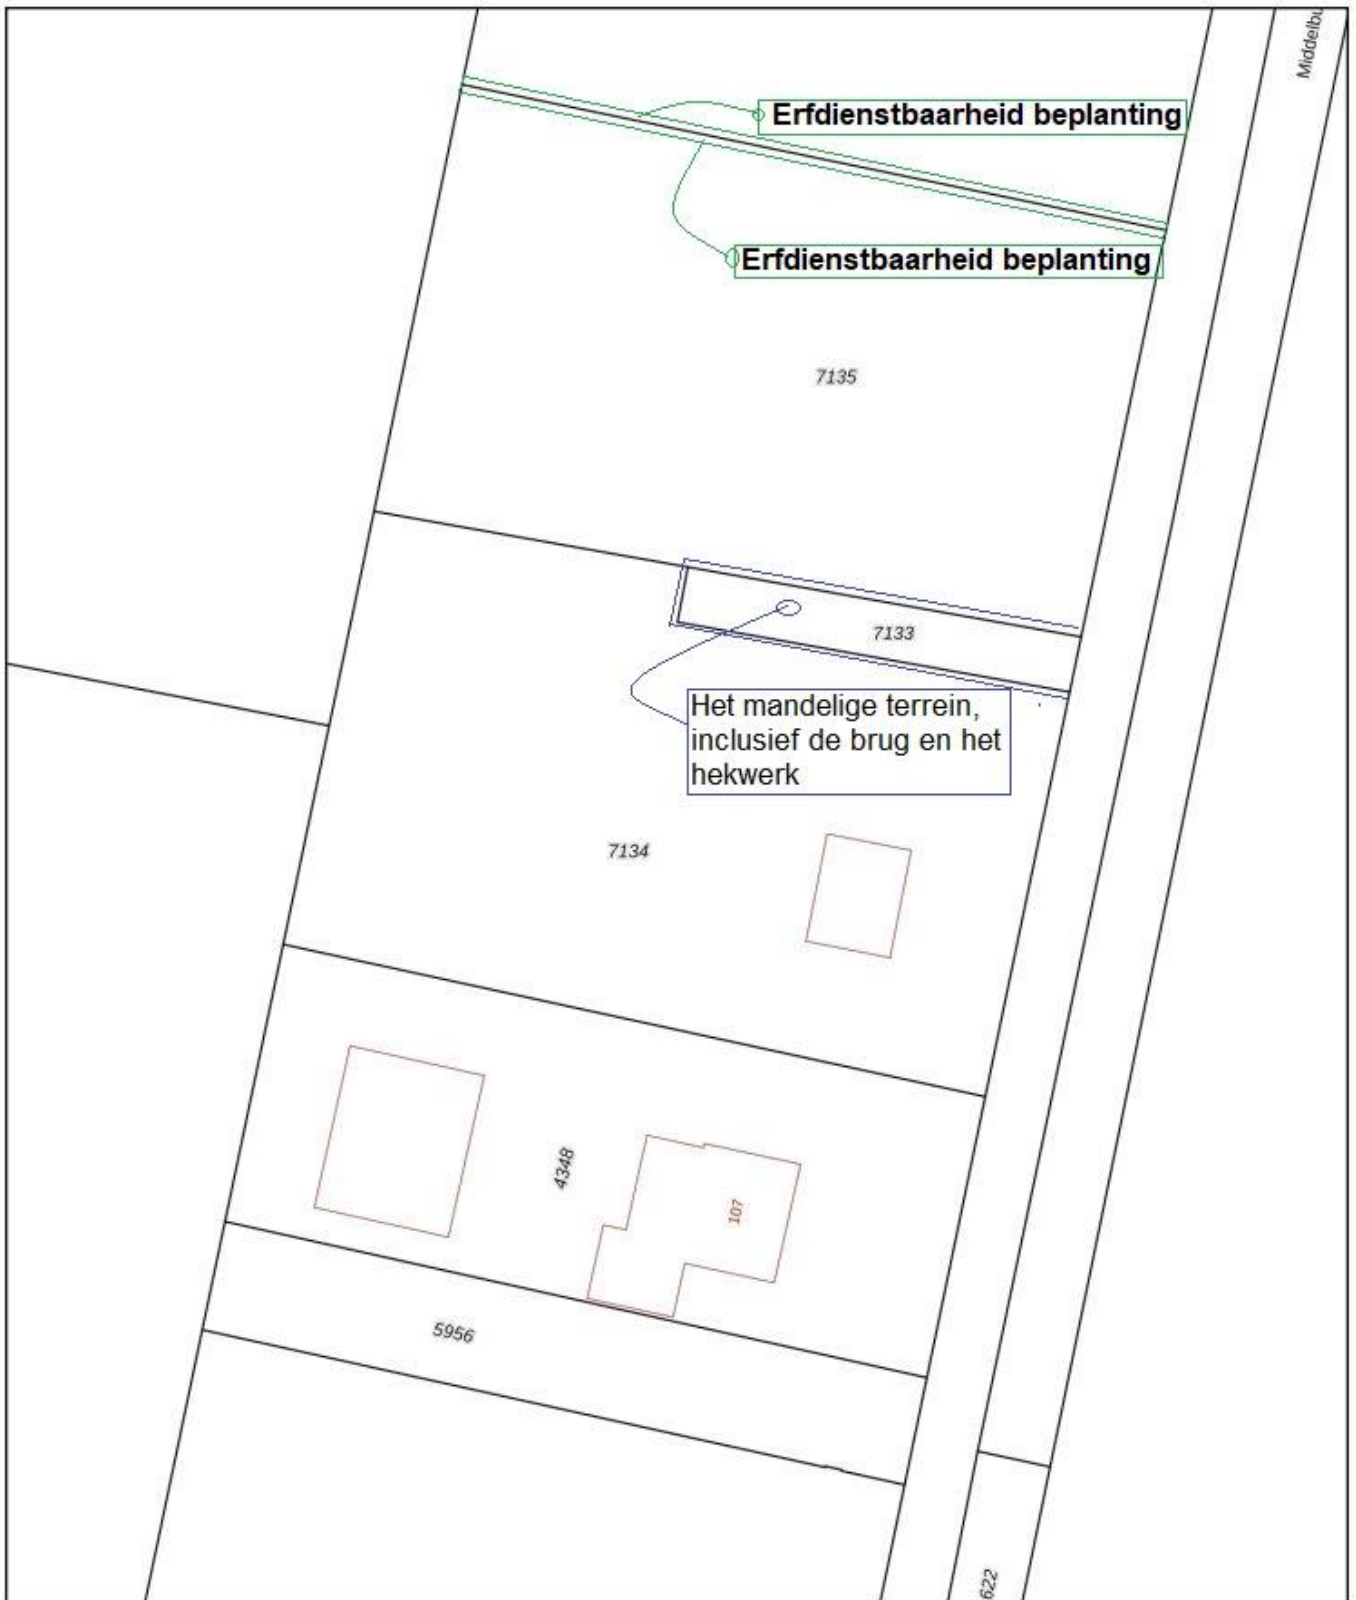 Middelbu
Erfdienstbaarheid beplanting
Erfdienstbaarheid beplanting
7135
7133
Het mandelige terrein,
inclusief de brug en het
hekwerk
7134
4348
107
5956
622